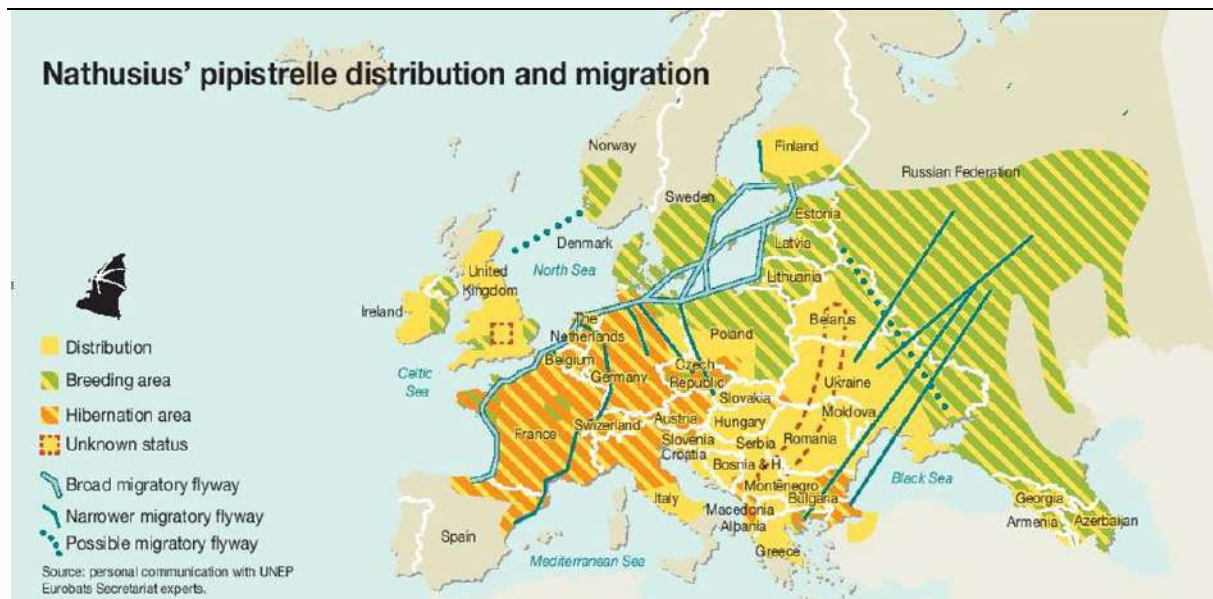 Nathusius' pipistrelle distribution and migration
Norway
Finland
Russian Federation
Sweden
Estonia
Denmark
Latvia
North Sea
Lithuania
United
Kingdom
Ireland
The
Netherlands
Belarus
Poland
Belgium
Germany
Czech
Republic
Celtic
Sea
Ukraine
Slovakia
Moldova
Austria
Hungary
France
Swizerland
Slovenia
Serbia
Romania
Croatia
Bosnia & H.
Montenegro
Black Sea
Italy
Bulgaria
Georgia
Macedonia
Armenia
Azerbaijan
Albania
Spain
Greece
Mediterranean Sea
Distribution
Breeding area
Hibernation area
Unknown status
Broad migratory flyway
Narrower migratory flyway
Possible migratory flyway
Source: personal communication with UNEP
Eurobats Secretariat experts.